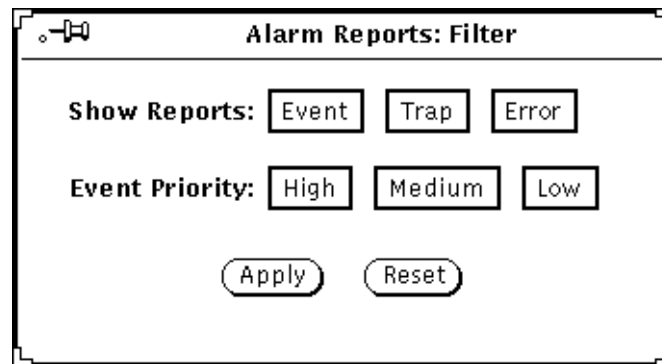 Alarm Reports: Filter
Show Reports: Event Trap Error
Event Priority: High Medium Low
Apply Reset